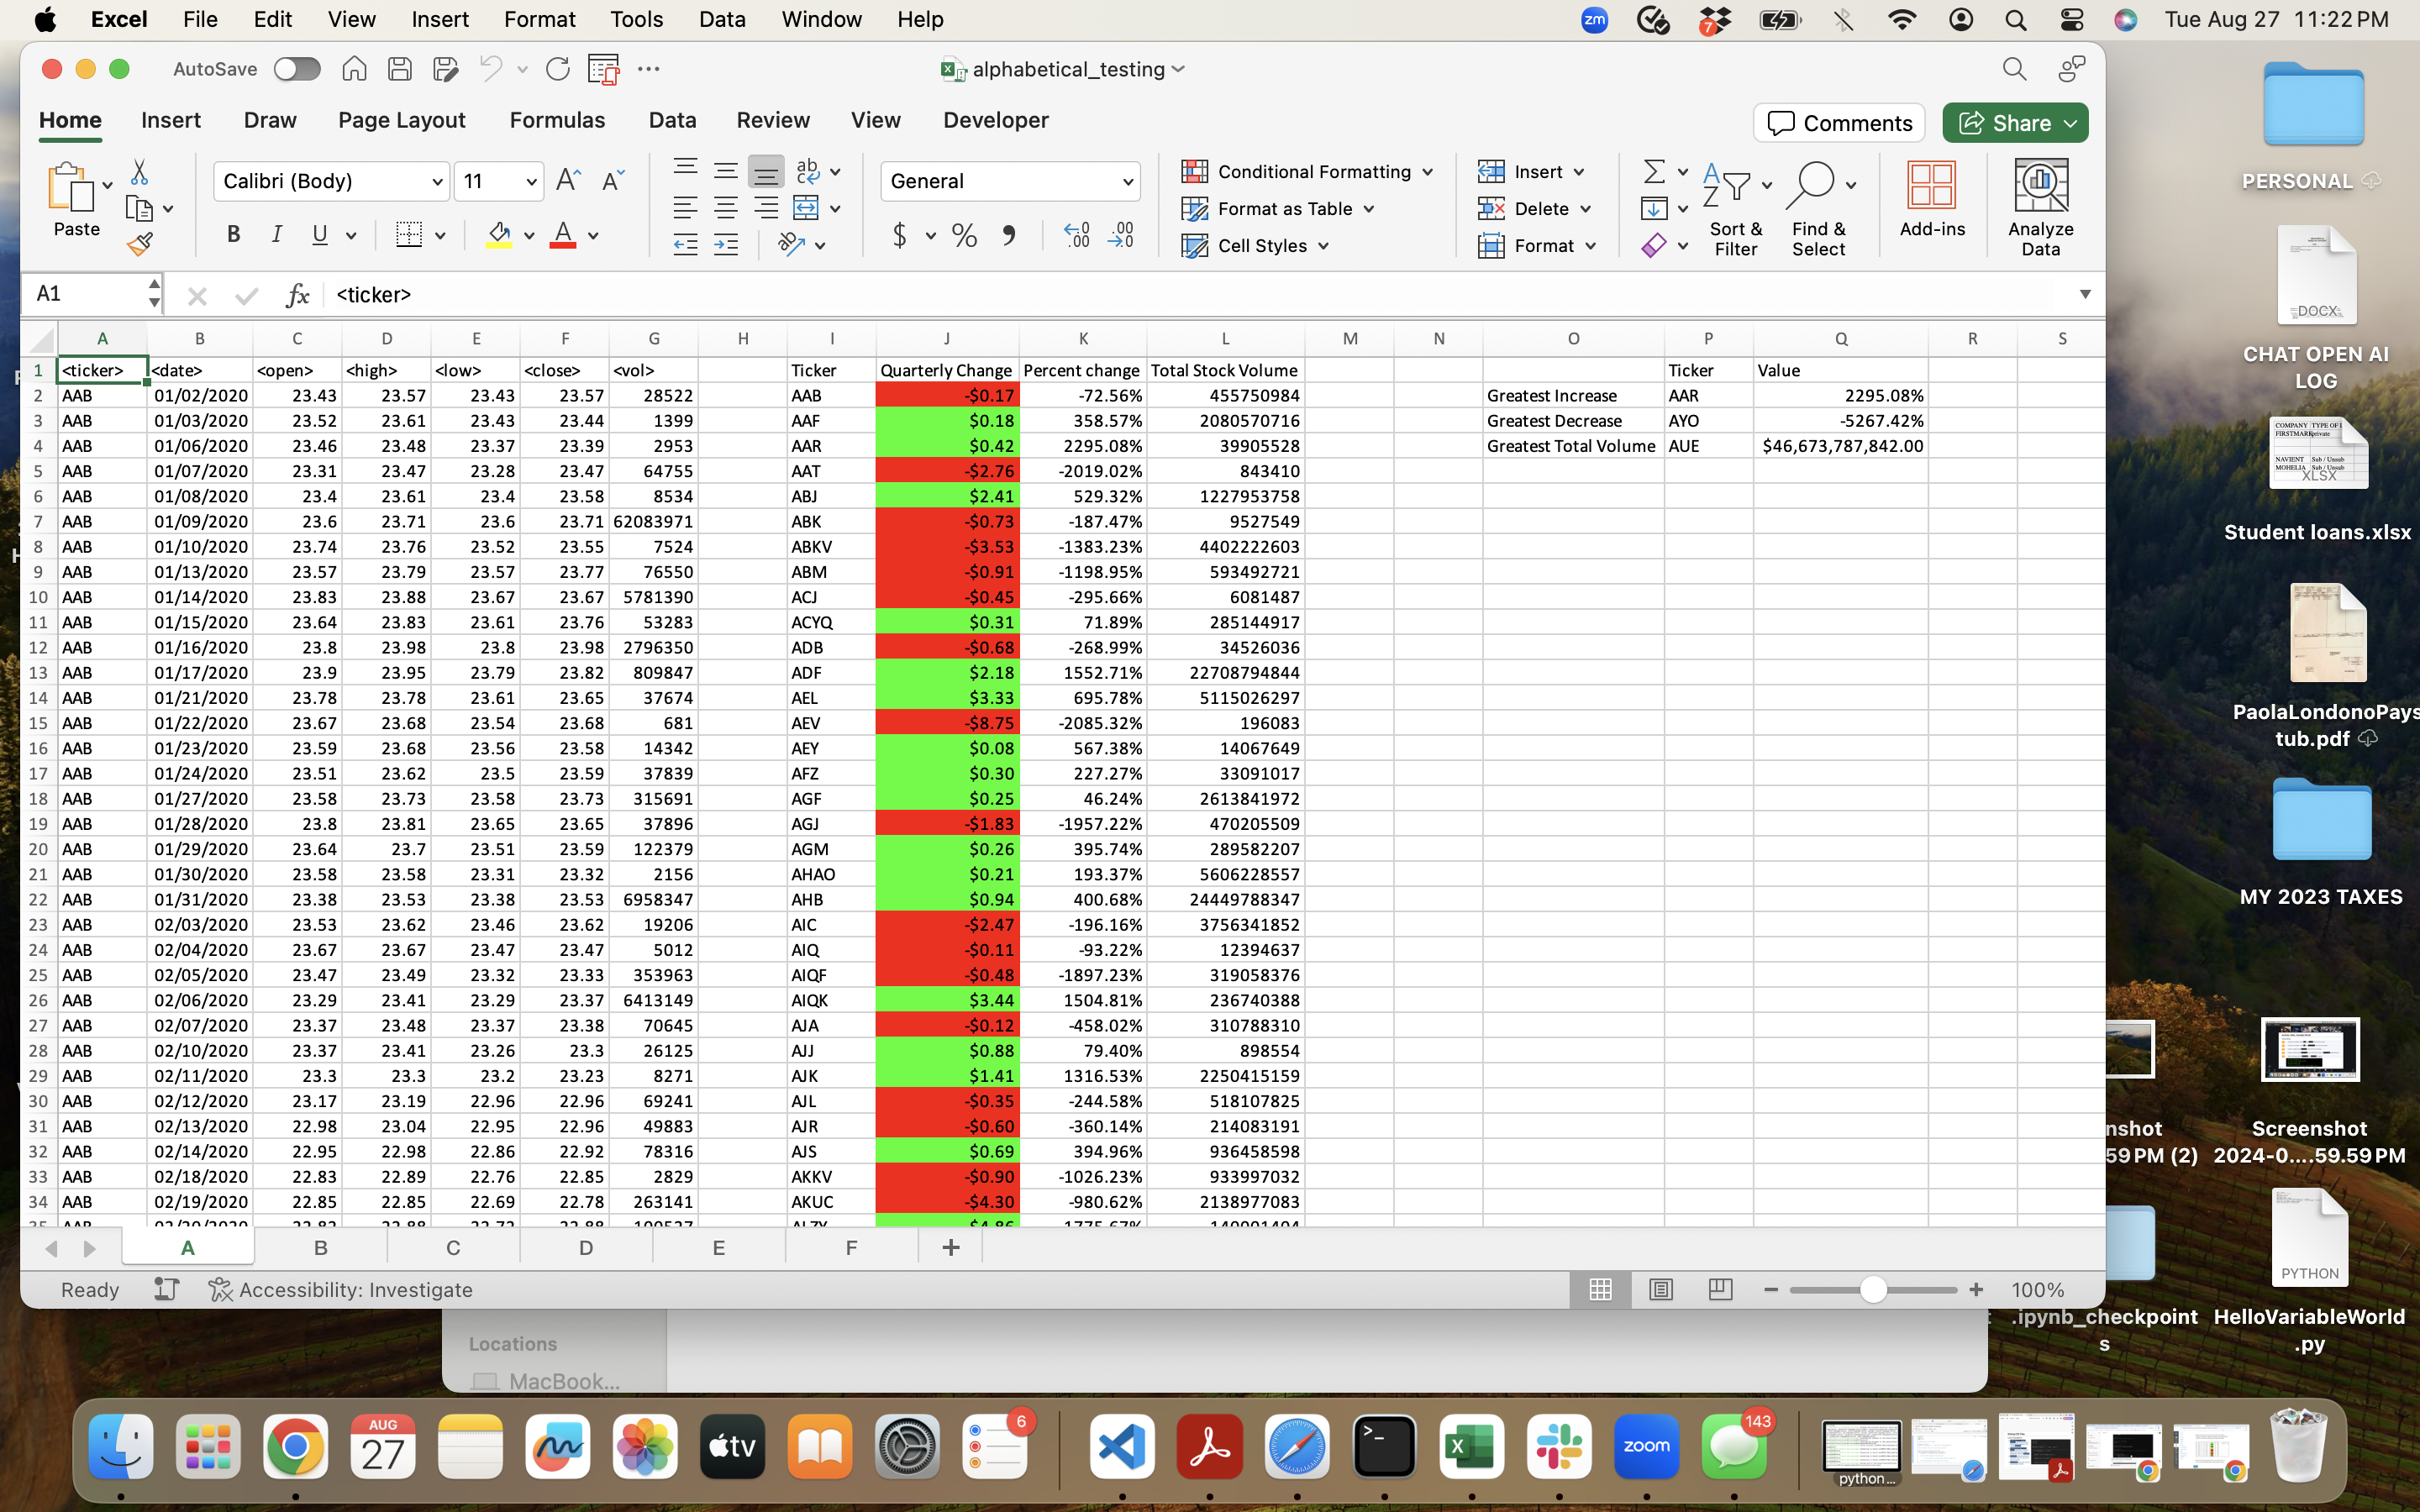 Excel File Edit View Insert Format Tools Data Window Help zm 7 Tue Aug 27 11:22 PM
AutoSave alphabetical_testing
Home Insert Draw Page Layout Formulas Data Review View Developer Comments Share
Paste Calibri (Body) 11 General Conditional Formatting Format as Table Cell Styles Insert Delete Format Sort & Filter Find & Select Add-ins Analyze Data
A1 fx <ticker>
A B C D E F G H I J K L M N O P Q R S
1 <ticker> <date> <open> <high> <low> <close> <vol> Ticker Quarterly Change Percent change Total Stock Volume Ticker Value
2 AAB 01/02/2020 23.43 23.57 23.43 23.57 28522 AAB -$0.17 -72.56% 455750984 Greatest Increase AAR 2295.08%
3 AAB 01/03/2020 23.52 23.61 23.43 23.44 1399 AAF $0.18 358.57% 2080570716 Greatest Decrease AYO -5267.42%
4 AAB 01/06/2020 23.46 23.48 23.37 23.39 2953 AAR $0.42 2295.08% 39905528 Greatest Total Volume AUE $46,673,787,842.00
5 AAB 01/07/2020 23.31 23.47 23.28 23.47 64755 AAT -$2.76 -2019.02% 843410
6 AAB 01/08/2020 23.4 23.61 23.4 23.58 8534 ABJ $2.41 529.32% 1227953758
7 AAB 01/09/2020 23.6 23.71 23.6 23.71 62083971 ABK -$0.73 -187.47% 9527549
8 AAB 01/10/2020 23.74 23.76 23.52 23.55 7524 ABKV -$3.53 -1383.23% 4402222603
9 AAB 01/13/2020 23.57 23.79 23.57 23.77 76550 ABM -$0.91 -1198.95% 593492721
10 AAB 01/14/2020 23.83 23.88 23.67 23.67 5781390 ACJ -$0.45 -295.66% 6081487
11 AAB 01/15/2020 23.64 23.83 23.61 23.76 53283 ACYQ $0.31 71.89% 285144917
12 AAB 01/16/2020 23.8 23.98 23.8 23.98 2796350 ADB -$0.68 -268.99% 34526036
13 AAB 01/17/2020 23.9 23.95 23.79 23.82 809847 ADF $2.18 1552.71% 22708794844
14 AAB 01/21/2020 23.78 23.78 23.61 23.65 37674 AEL $3.33 695.78% 5115026297
15 AAB 01/22/2020 23.67 23.68 23.54 23.68 681 AEV -$8.75 -2085.32% 196083
16 AAB 01/23/2020 23.59 23.68 23.56 23.58 14342 AEY $0.08 567.38% 14067649
17 AAB 01/24/2020 23.51 23.62 23.5 23.59 37839 AFZ $0.30 227.27% 33091017
18 AAB 01/27/2020 23.58 23.73 23.58 23.73 315691 AGF $0.25 46.24% 2613841972
19 AAB 01/28/2020 23.8 23.81 23.65 23.65 37896 AGJ -$1.83 -1957.22% 470205509
20 AAB 01/29/2020 23.64 23.7 23.51 23.59 122379 AGM $0.26 395.74% 289582207
21 AAB 01/30/2020 23.58 23.58 23.31 23.32 2156 AHAO $0.21 193.37% 5606228557
22 AAB 01/31/2020 23.38 23.53 23.38 23.53 6958347 AHB $0.94 400.68% 24449788347
23 AAB 02/03/2020 23.53 23.62 23.46 23.62 19206 AIC -$2.47 -196.16% 3756341852
24 AAB 02/04/2020 23.67 23.67 23.47 23.47 5012 AIQ -$0.11 -93.22% 12394637
25 AAB 02/05/2020 23.47 23.49 23.32 23.33 353963 AIQF -$0.48 -1897.23% 319058376
26 AAB 02/06/2020 23.29 23.41 23.29 23.37 6413149 AIQK $3.44 1504.81% 236740388
27 AAB 02/07/2020 23.37 23.48 23.37 23.38 70645 AJA -$0.12 -458.02% 310788310
28 AAB 02/10/2020 23.37 23.41 23.26 23.3 26125 AJJ $0.88 79.40% 898554
29 AAB 02/11/2020 23.3 23.3 23.2 23.23 8271 AJK $1.41 1316.53% 2250415159
30 AAB 02/12/2020 23.17 23.19 22.96 22.96 69241 AJL -$0.35 -244.58% 518107825
31 AAB 02/13/2020 22.98 23.04 22.95 22.96 49883 AJR -$0.60 -360.14% 214083191
32 AAB 02/14/2020 22.95 22.98 22.86 22.92 78316 AJS $0.69 394.96% 936458598
33 AAB 02/18/2020 22.83 22.89 22.76 22.85 2829 AKKV -$0.90 -1026.23% 933997032
34 AAB 02/19/2020 22.85 22.85 22.69 22.78 263141 AKUC -$4.30 -980.62% 2138977083
A B C D E F +
Ready Accessibility: Investigate 100%
Locations
MacBook...
PERSONAL
DOCX
CHAT OPEN AI
LOG
COMPANY TYPE OF
XLSX
Student loans.xlsx
PaolaLondonoPays
tub.pdf
MY 2023 TAXES
nshot
59 PM (2)
Screenshot
2024-0....59.59 PM
PYTHON
.ipynb_checkpoint
s
HelloVariableWorld
.py
AUG
27
tv
6
zoom
143
python...